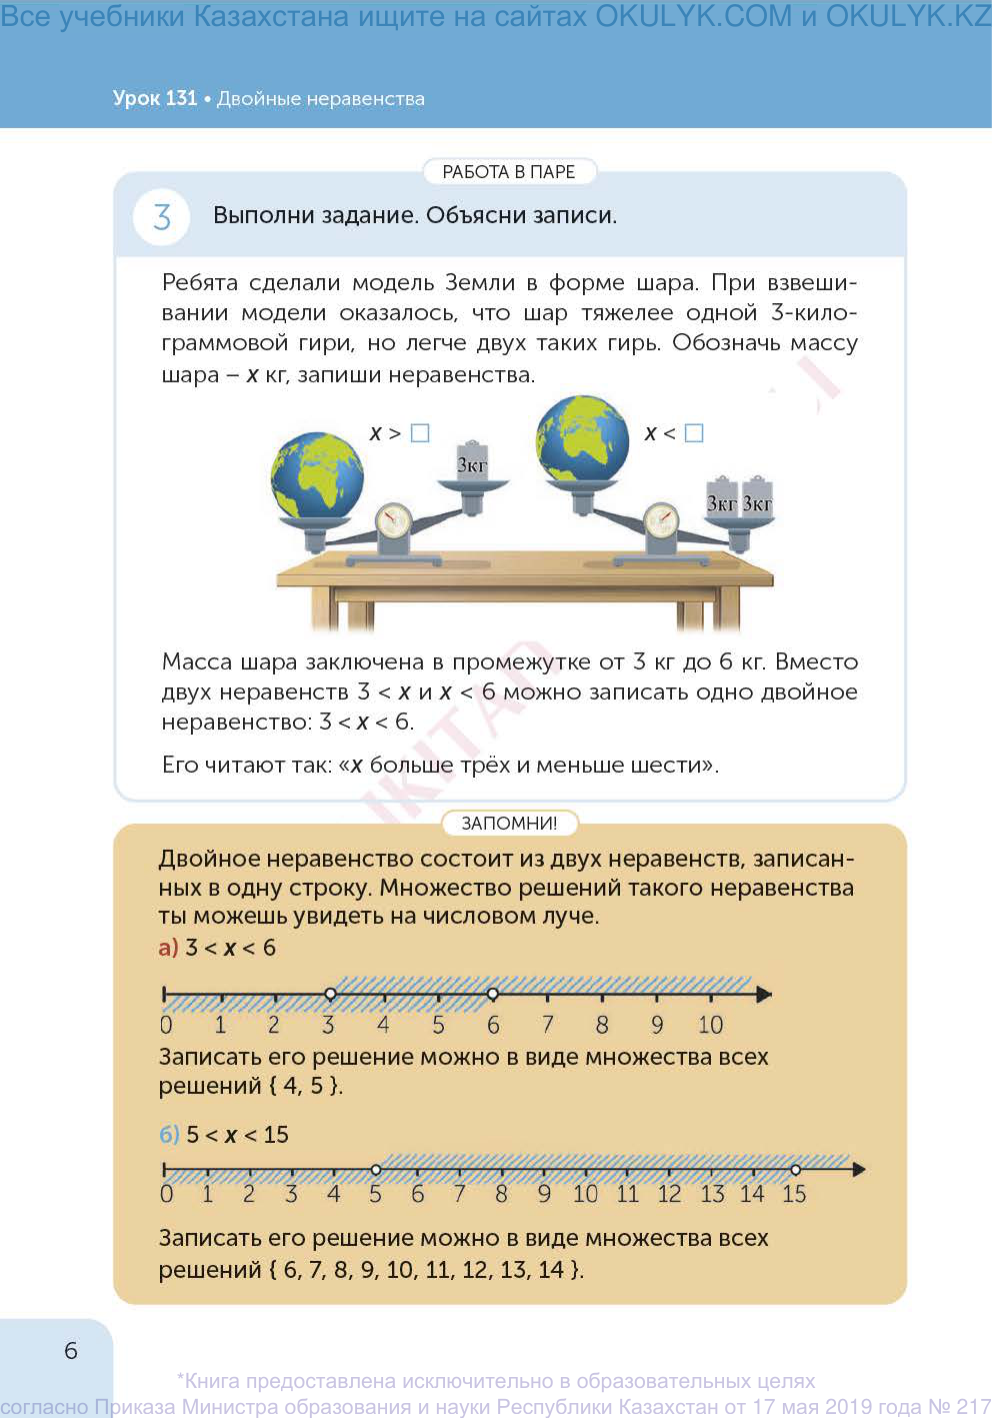 Все учебники Казахстана ищите на сайтах OKULYK.COM и OKULYK.KZ
Урок 131 • Двойные неравенства
РАБОТА В ПАРЕ
3
Выполни задание. Объясни записи.
Ребята сделали модель Земли в форме шара. При взвеши-
вании модели оказалось, что шар тяжелее одной 3-кило-
граммовой гири, но легче двух таких гирь. Обозначь массу
шара – x кг, запиши неравенства.
x > □
x < □
3кг
3кг 3кг
Масса шара заключена в промежутке от 3 кг до 6 кг. Вместо
двух неравенств 3 < x и x < 6 можно записать одно двойное
неравенство: 3 < x < 6.
Его читают так: «x больше трёх и меньше шести».
ЗАПОМНИ!
Двойное неравенство состоит из двух неравенств, записан-
ных в одну строку. Множество решений такого неравенства
ты можешь увидеть на числовом луче.
а) 3 < x < 6
0 1 2 3 4 5 6 7 8 9 10
Записать его решение можно в виде множества всех
решений { 4, 5 }.
б) 5 < x < 15
0 1 2 3 4 5 6 7 8 9 10 11 12 13 14 15
Записать его решение можно в виде множества всех
решений { 6, 7, 8, 9, 10, 11, 12, 13, 14 }.
6
*Книга предоставлена исключительно в образовательных целях
согласно Приказа Министра образования и науки Республики Казахстан от 17 мая 2019 года № 217